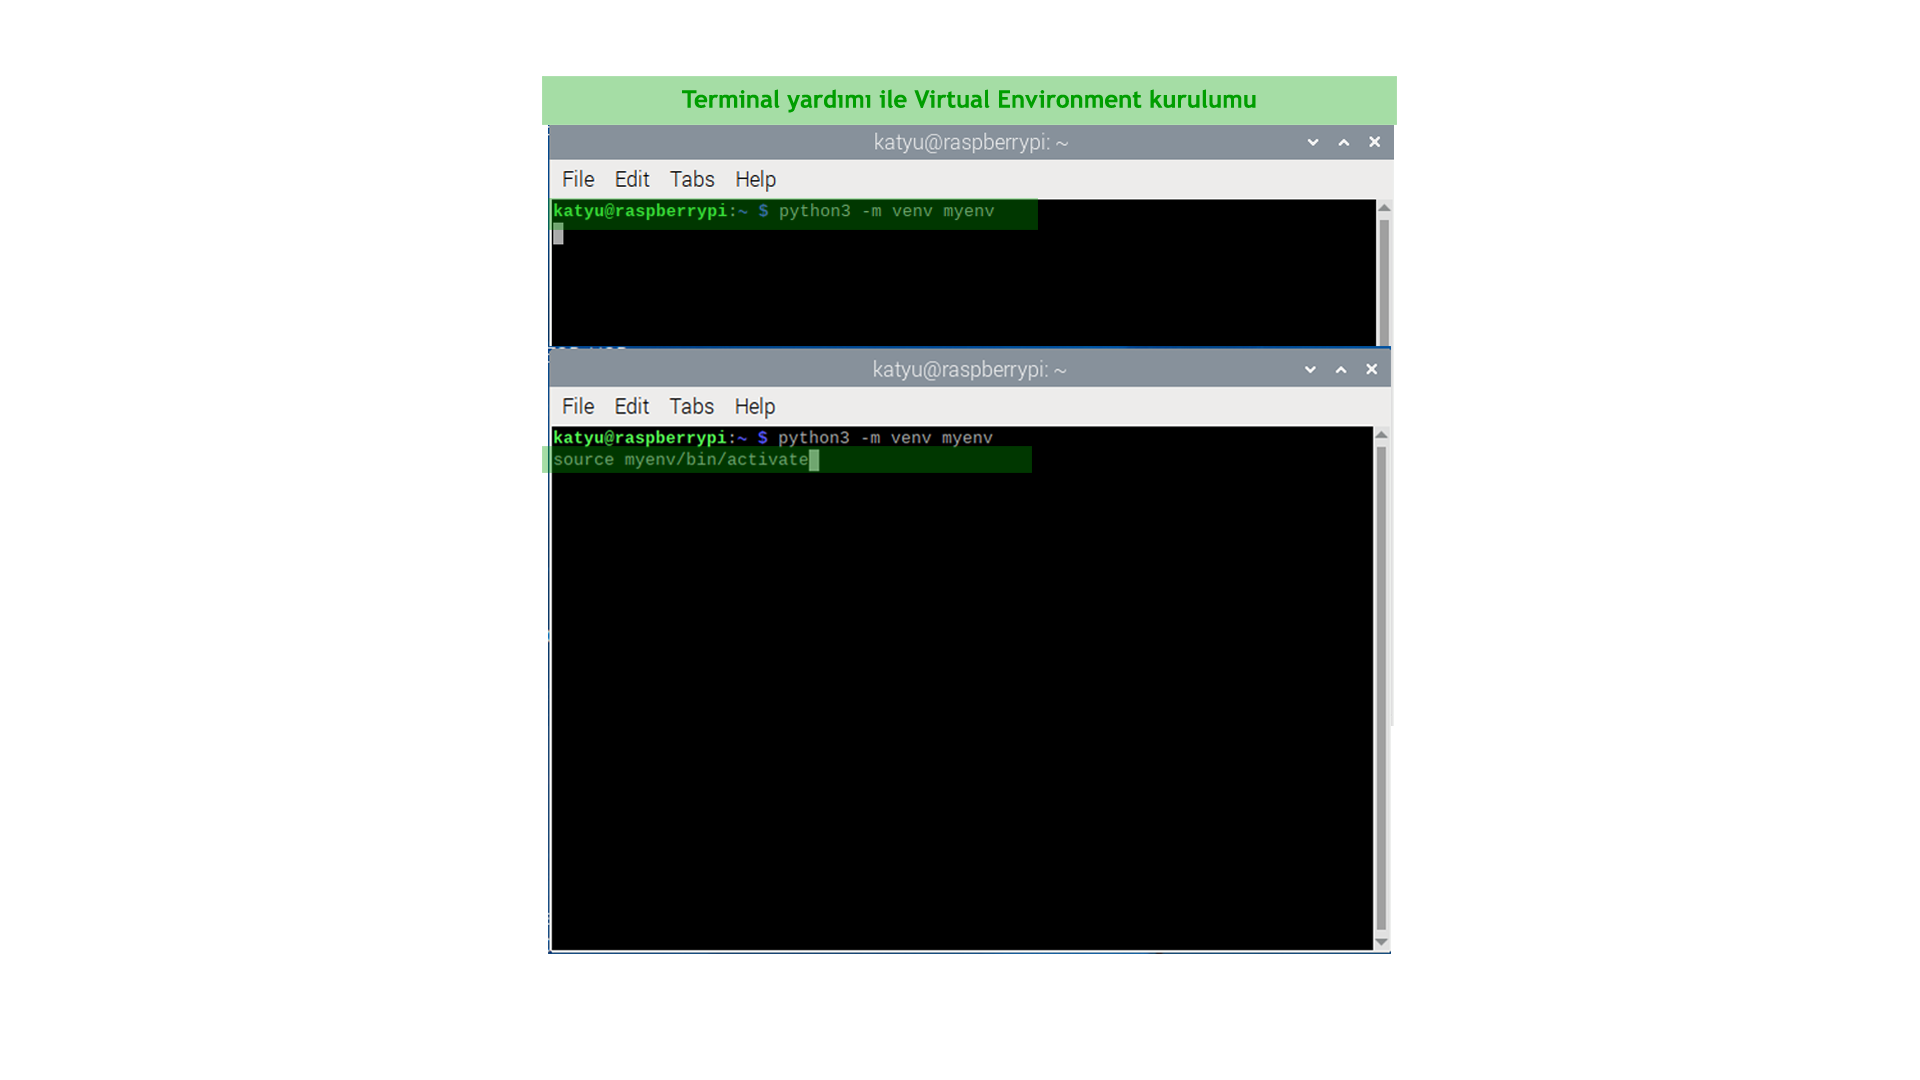 Terminal yardımı ile Virtual Environment kurulumu
katyu@raspberrypi: ~
File Edit Tabs Help
katyu@raspberrypi:~ $ python3 -m venv myenv
katyu@raspberrypi: ~
File Edit Tabs Help
katyu@raspberrypi:~ $ python3 -m venv myenv
source myenv/bin/activate